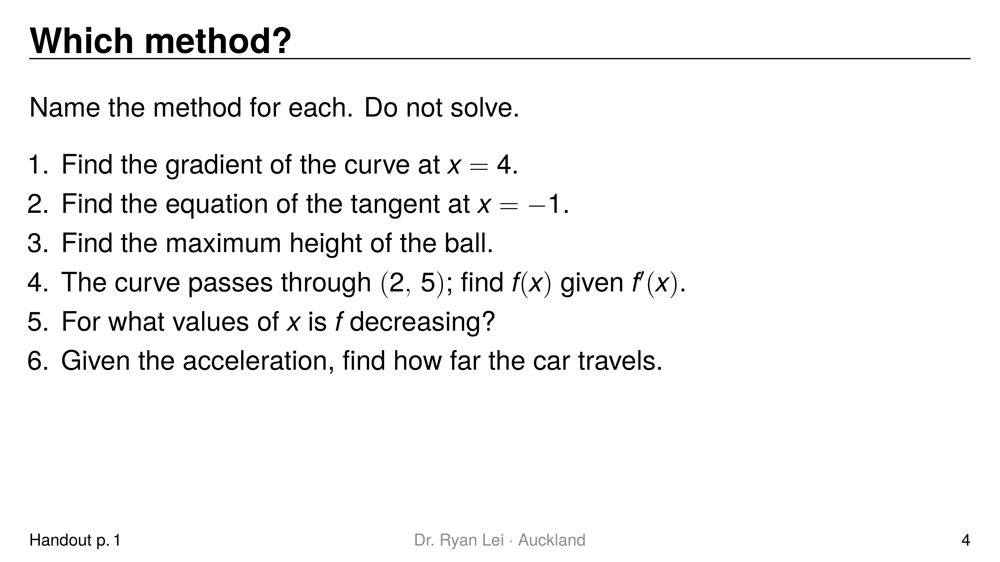 Which method?
Name the method for each. Do not solve.
1. Find the gradient of the curve at x = 4.
2. Find the equation of the tangent at x = −1.
3. Find the maximum height of the ball.
4. The curve passes through (2, 5); find f(x) given f′(x).
5. For what values of x is f decreasing?
6. Given the acceleration, find how far the car travels.
Handout p. 1
Dr. Ryan Lei · Auckland
4